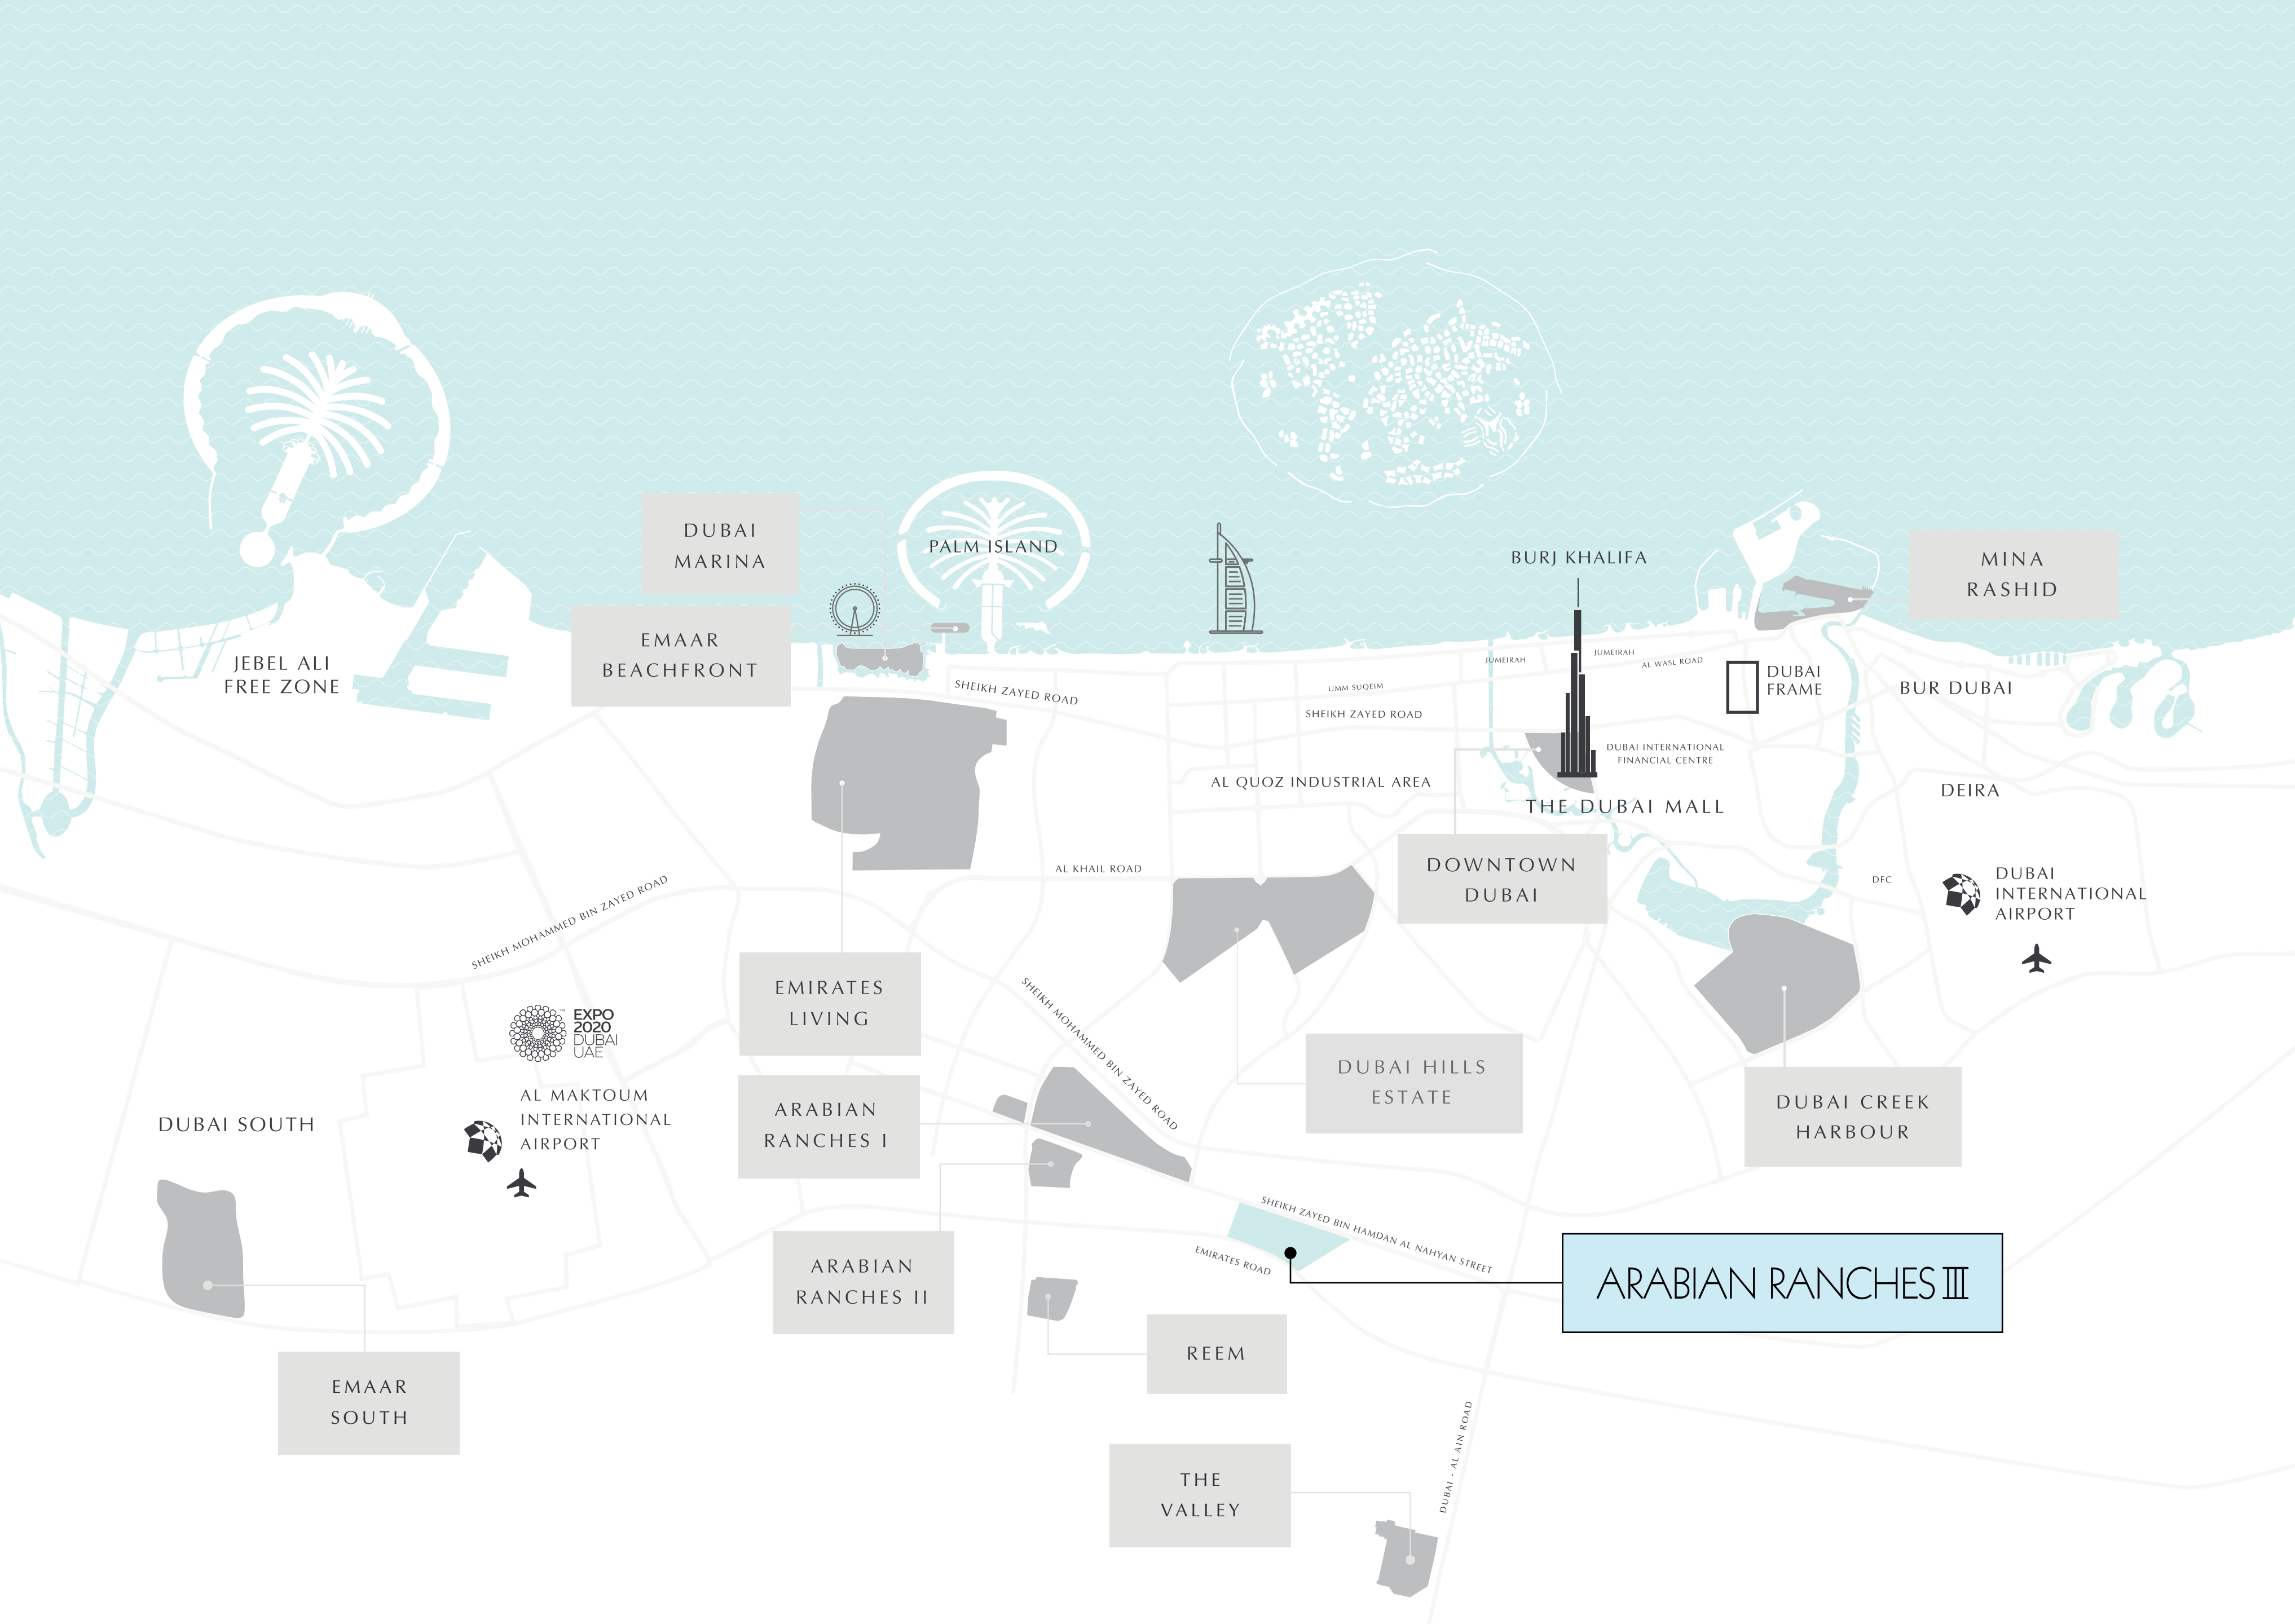 DUBAI
MARINA
PALM ISLAND
BURJ KHALIFA
MINA
RASHID
EMAAR
BEACHFRONT
JEBEL ALI
FREE ZONE
SHEIKH ZAYED ROAD
UMM SUQEIM
SHEIKH ZAYED ROAD
JUMEIRAH
JUMEIRAH
AL WASL ROAD
DUBAI
FRAME
BUR DUBAI
DUBAI INTERNATIONAL
FINANCIAL CENTRE
AL QUOZ INDUSTRIAL AREA
THE DUBAI MALL
DEIRA
AL KHAIL ROAD
DOWNTOWN
DUBAI
DFC
DUBAI
INTERNATIONAL
AIRPORT
SHEIKH MOHAMMED BIN ZAYED ROAD
EMIRATES
LIVING
SHEIKH MOHAMMED BIN ZAYED ROAD
™
EXPO
2020
DUBAI
UAE
DUBAI HILLS
ESTATE
DUBAI CREEK
HARBOUR
AL MAKTOUM
INTERNATIONAL
AIRPORT
DUBAI SOUTH
ARABIAN
RANCHES I
SHEIKH ZAYED BIN HAMDAN AL NAHYAN STREET
EMIRATES ROAD
ARABIAN
RANCHES II
ARABIAN RANCHES III
REEM
EMAAR
SOUTH
DUBAI - AL AIN ROAD
THE
VALLEY